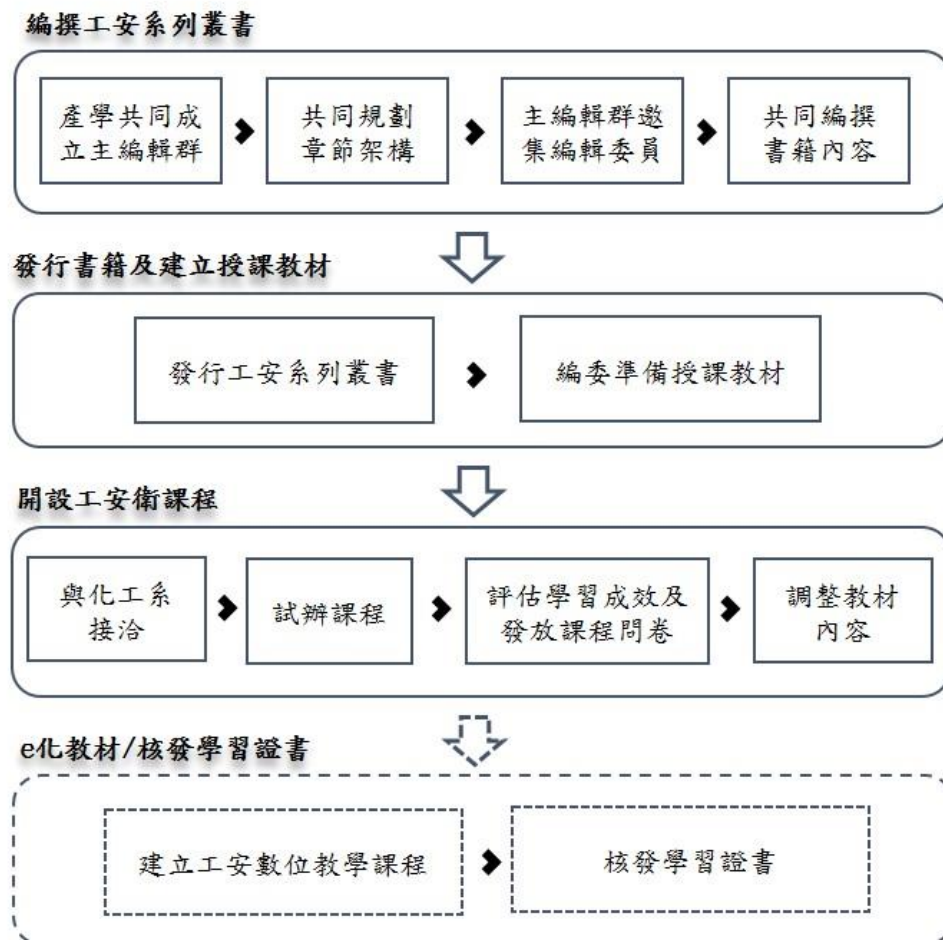 編撰工安系列叢書
產學共同成
立主編輯群
共同規劃
章節架構
主編輯群邀
集編輯委員
共同編撰
書籍內容
發行書籍及建立授課教材
發行工安系列叢書
編委準備授課教材
開設工安衛課程
與化工系
接洽
試辦課程
評估學習成效及
發放課程問卷
調整教材
內容
e化教材/核發學習證書
建立工安數位教學課程
核發學習證書